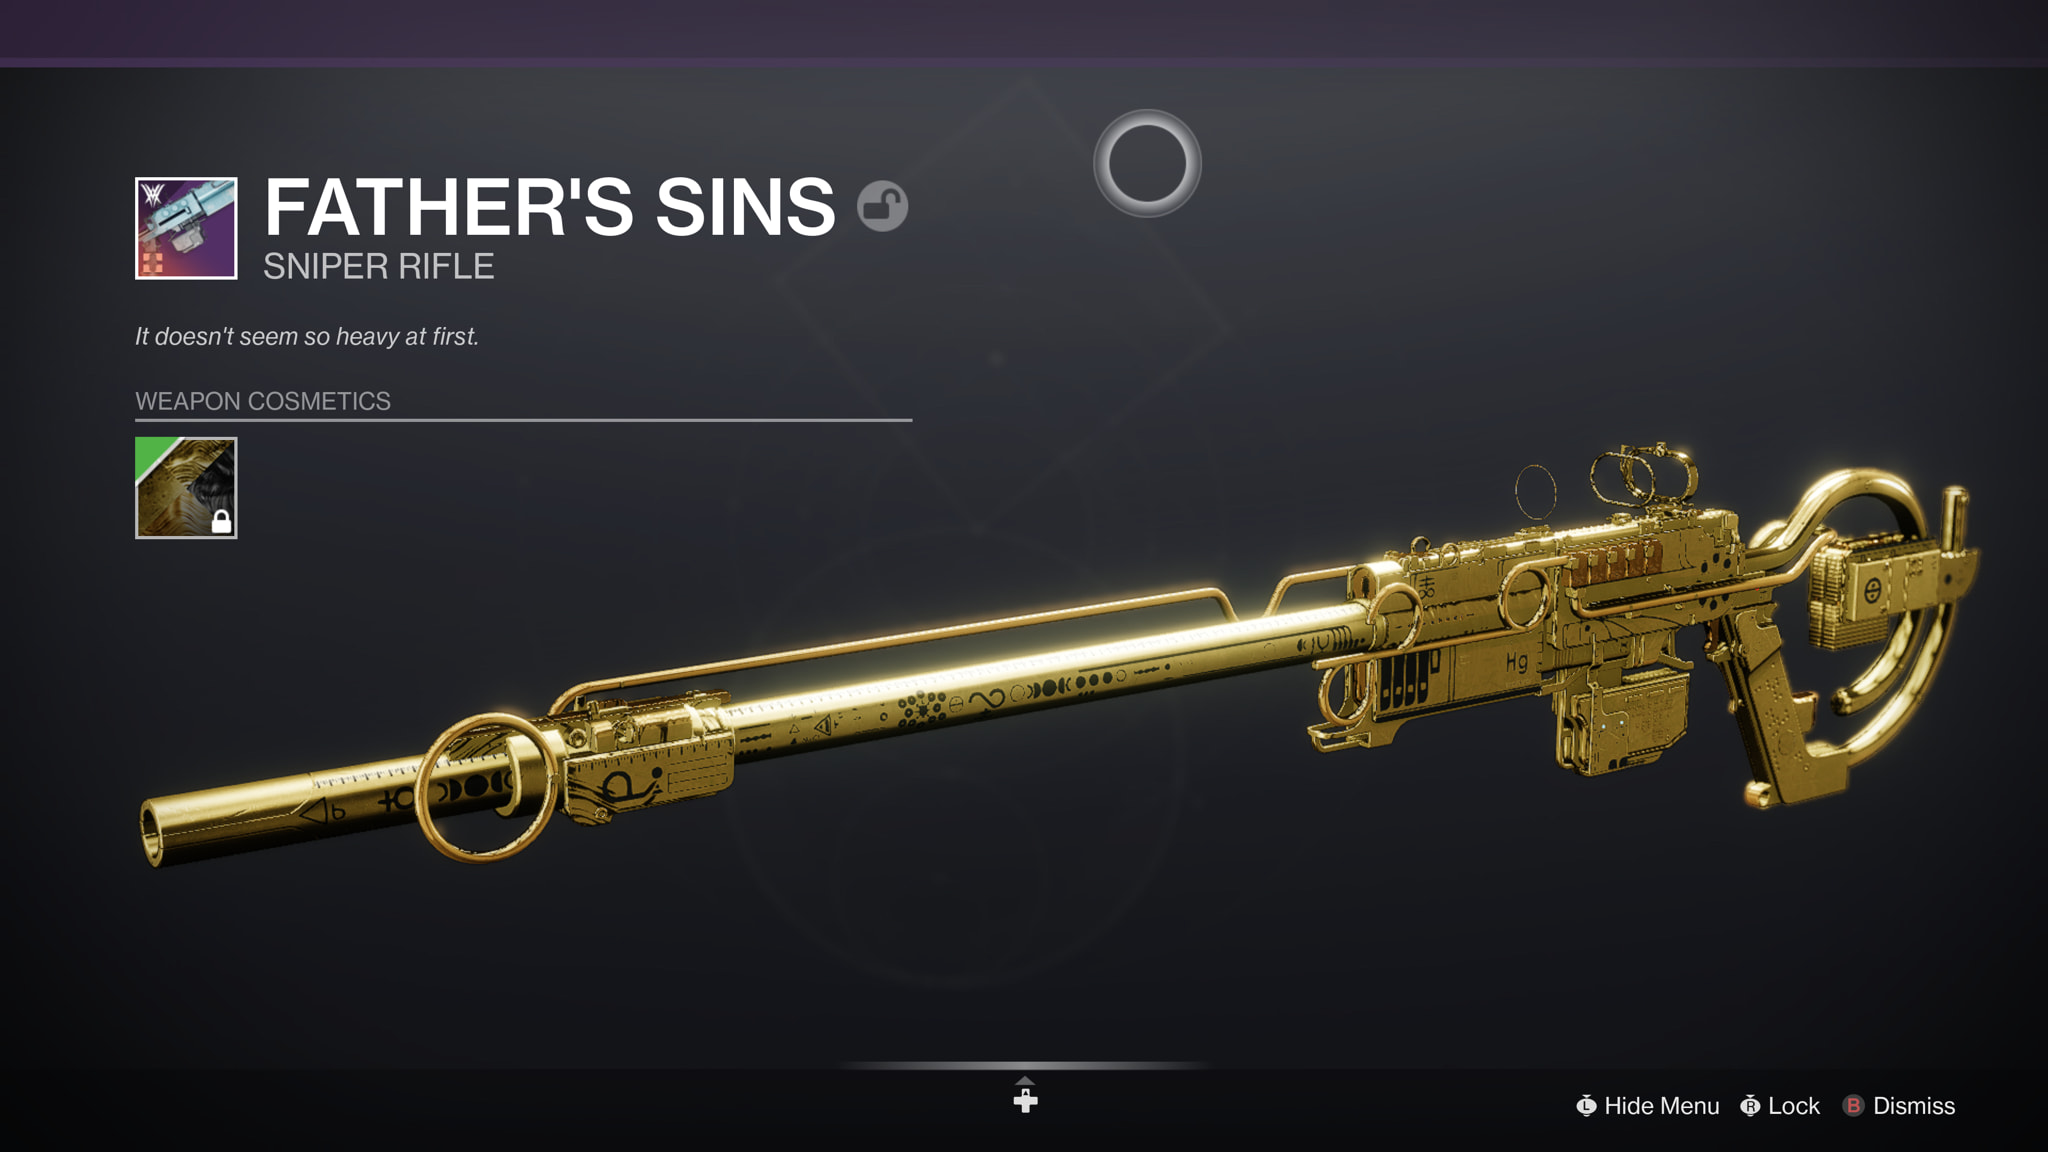 FATHER'S SINS
SNIPER RIFLE
It doesn't seem so heavy at first.
WEAPON COSMETICS
Hg
L Hide Menu R Lock B Dismiss